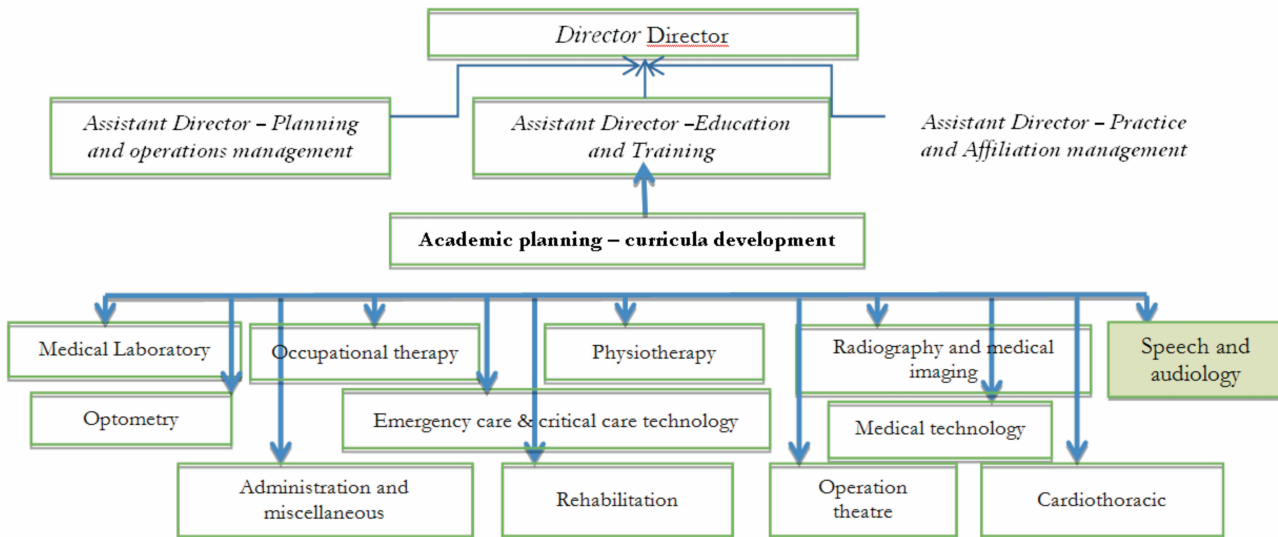 Director Director
Assistant Director – Planning
and operations management
Assistant Director –Education
and Training
Assistant Director – Practice
and Affiliation management
Academic planning – curricula development
Medical Laboratory
Occupational therapy
Physiotherapy
Radiography and medical
imaging
Speech and
audiology
Optometry
Emergency care & critical care technology
Medical technology
Administration and
miscellaneous
Rehabilitation
Operation
theatre
Cardiothoracic